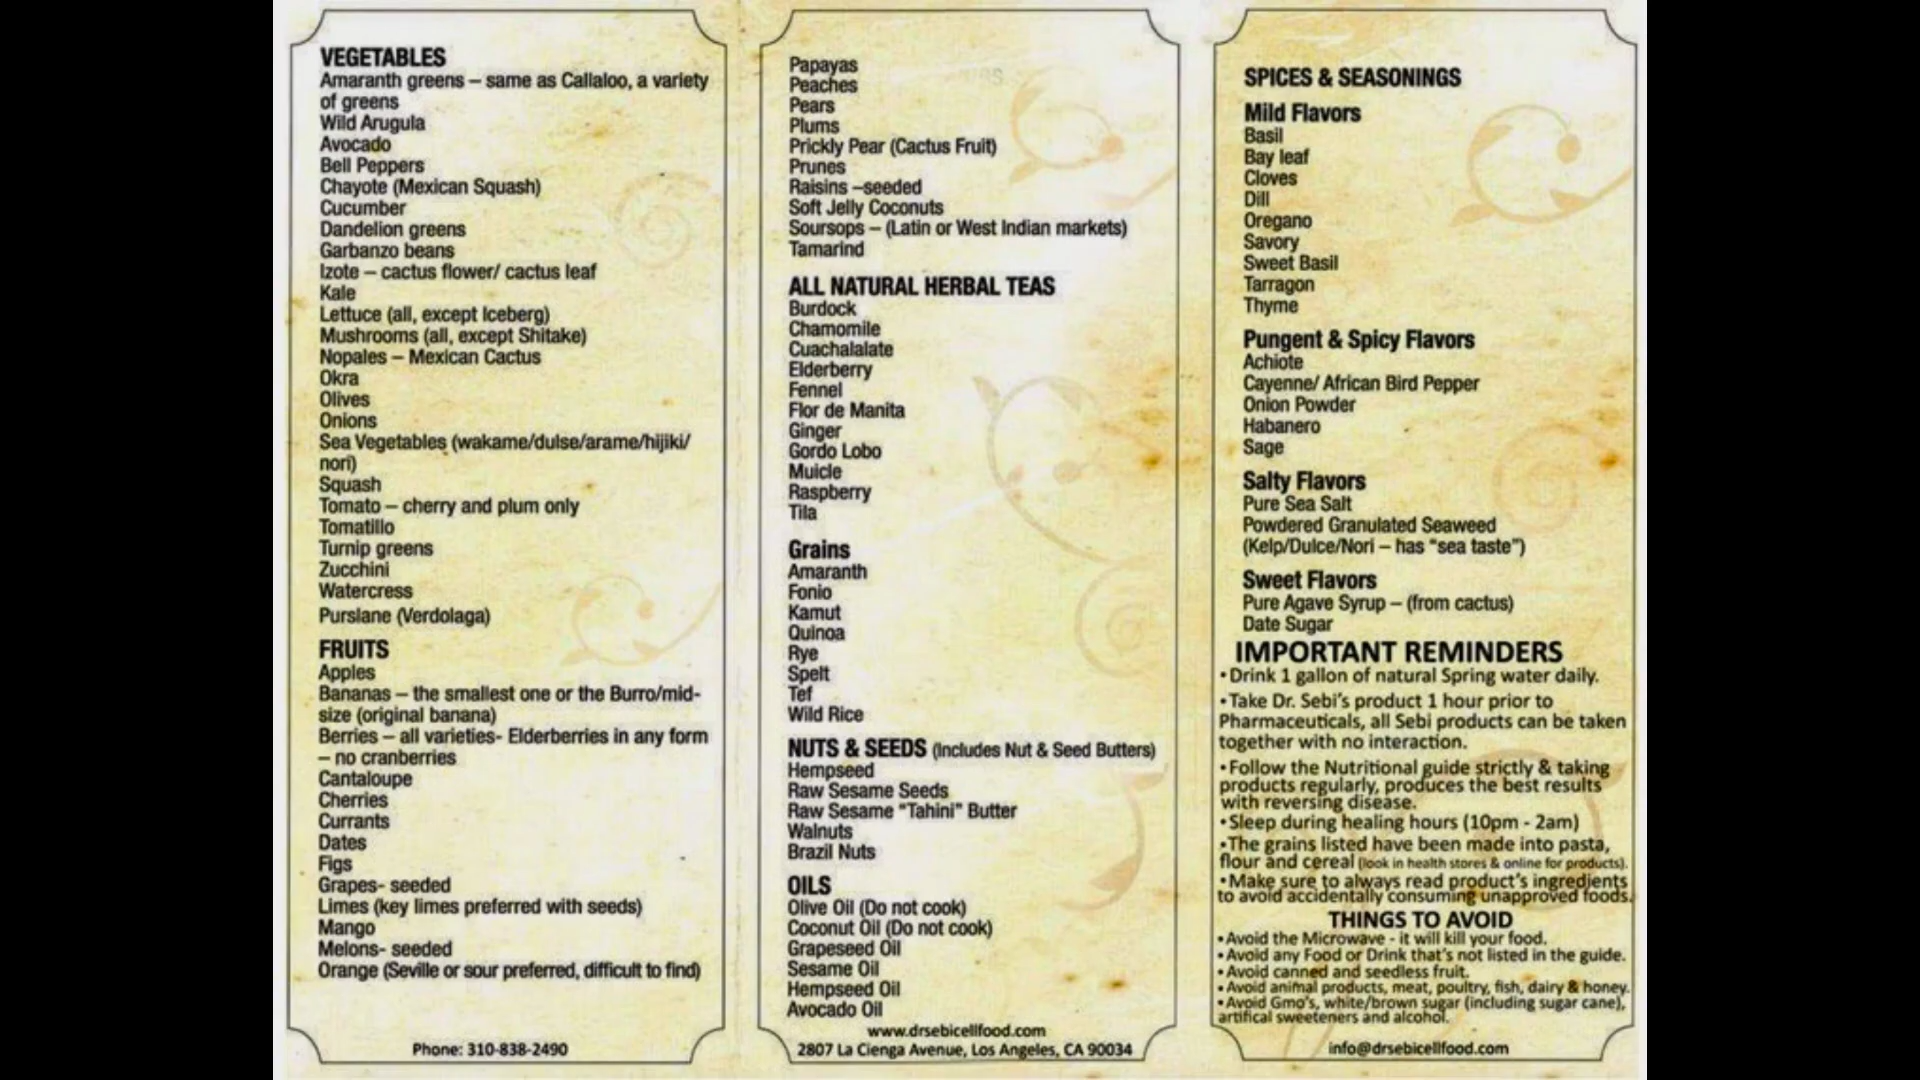 VEGETABLES
Amaranth greens – same as Callaloo, a variety
of greens
Wild Arugula
Avocado
Bell Peppers
Chayote (Mexican Squash)
Cucumber
Dandelion greens
Garbanzo beans
Izote – cactus flower/ cactus leaf
Kale
Lettuce (all, except Iceberg)
Mushrooms (all, except Shitake)
Nopales – Mexican Cactus
Okra
Olives
Onions
Sea Vegetables (wakame/dulse/arame/hijiki/
nori)
Squash
Tomato – cherry and plum only
Tomatillo
Turnip greens
Zucchini
Watercress
Purslane (Verdolaga)
FRUITS
Apples
Bananas – the smallest one or the Burro/mid-
size (original banana)
Berries – all varieties- Elderberries in any form
– no cranberries
Cantaloupe
Cherries
Currants
Dates
Figs
Grapes- seeded
Limes (key limes preferred with seeds)
Mango
Melons- seeded
Orange (Seville or sour preferred, difficult to find)
Phone: 310-838-2490
Papayas
Peaches
Pears
Plums
Prickly Pear (Cactus Fruit)
Prunes
Raisins –seeded
Soft Jelly Coconuts
Soursops – (Latin or West Indian markets)
Tamarind
ALL NATURAL HERBAL TEAS
Burdock
Chamomile
Cuachalalate
Elderberry
Fennel
Flor de Manita
Ginger
Gordo Lobo
Muicle
Raspberry
Tila
Grains
Amaranth
Fonio
Kamut
Quinoa
Rye
Spelt
Tef
Wild Rice
NUTS & SEEDS (Includes Nut & Seed Butters)
Hempseed
Raw Sesame Seeds
Raw Sesame “Tahini” Butter
Walnuts
Brazil Nuts
OILS
Olive Oil (Do not cook)
Coconut Oil (Do not cook)
Grapeseed Oil
Sesame Oil
Hempseed Oil
Avocado Oil
www.drsebicellfood.com
2807 La Cienga Avenue, Los Angeles, CA 90034
SPICES & SEASONINGS
Mild Flavors
Basil
Bay leaf
Cloves
Dill
Oregano
Savory
Sweet Basil
Tarragon
Thyme
Pungent & Spicy Flavors
Achiote
Cayenne/ African Bird Pepper
Onion Powder
Habanero
Sage
Salty Flavors
Pure Sea Salt
Powdered Granulated Seaweed
(Kelp/Dulce/Nori – has “sea taste”)
Sweet Flavors
Pure Agave Syrup – (from cactus)
Date Sugar
IMPORTANT REMINDERS
•Drink 1 gallon of natural Spring water daily.
•Take Dr. Sebi's product 1 hour prior to
Pharmaceuticals, all Sebi products can be taken
together with no interaction.
•Follow the Nutritional guide strictly & taking
products regularly, produces the best results
with reversing disease.
•Sleep during healing hours (10pm - 2am)
•The grains listed have been made into pasta,
flour and cereal (look in health stores & online for products).
•Make sure to always read product's ingredients
to avoid accidentally consuming unapproved foods.
THINGS TO AVOID
•Avoid the Microwave - it will kill your food.
•Avoid any Food or Drink that's not listed in the guide.
•Avoid canned and seedless fruit.
•Avoid animal products, meat, poultry, fish, dairy & honey.
•Avoid Gmo's, white/brown sugar (including sugar cane),
artifical sweeteners and alcohol.
info@drsebicellfood.com